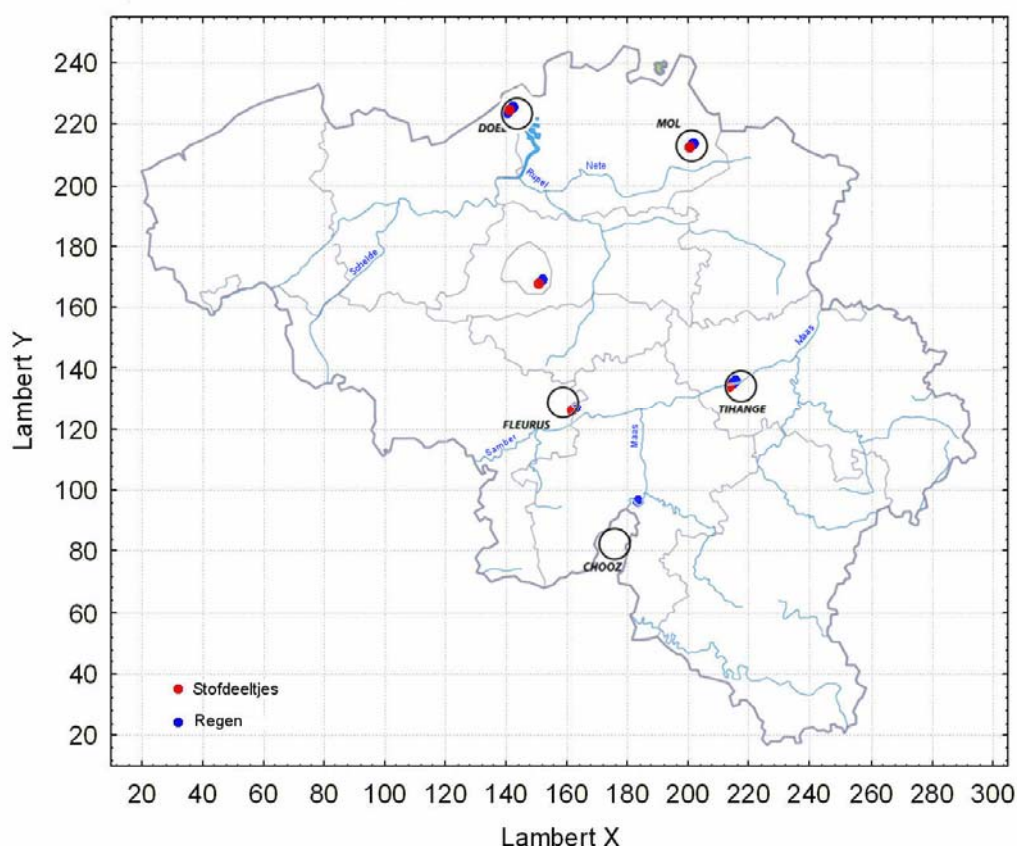 240
220
200
180
160
140
120
100
80
60
40
20
Lambert Y
DOEL
MOL
Rupel
Nete
Schelde
Maas
FLEURUS
TIHANGE
Samber
Maas
CHOOZ
Stofdeeltjes
Regen
20 40 60 80 100 120 140 160 180 200 220 240 260 280 300
Lambert X